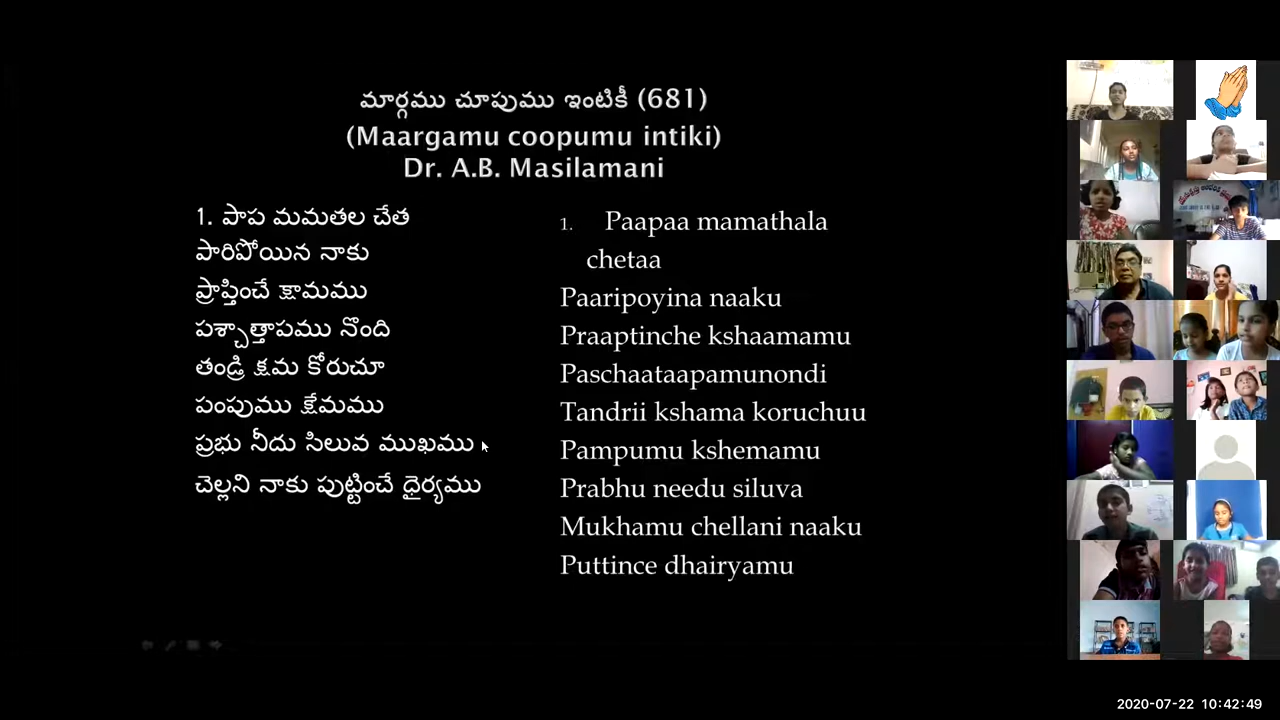 మార్గము చూపుము ఇంటికీ (681)
(Maargamu coopumu intiki)
Dr. A.B. Masilamani
1. పాప మమతల చేత
పారిపోయిన నాకు
ప్రాప్తించే క్షామము
పశ్చాత్తాపము నొంది
తండ్రి క్షమ కోరుచూ
పంపుము క్షేమము
ప్రభు నీదు సిలువ ముఖము
చెల్లని నాకు పుట్టించే ధైర్యము
1. Paapaa mamathala
chetaa
Paaripoyina naaku
Praaptinche kshaamamu
Paschaataapamunondi
Tandrii kshama koruchuu
Pampumu kshemamu
Prabhu needu siluva
Mukhamu chellani naaku
Puttince dhairyamu
2020-07-22 10:42:49